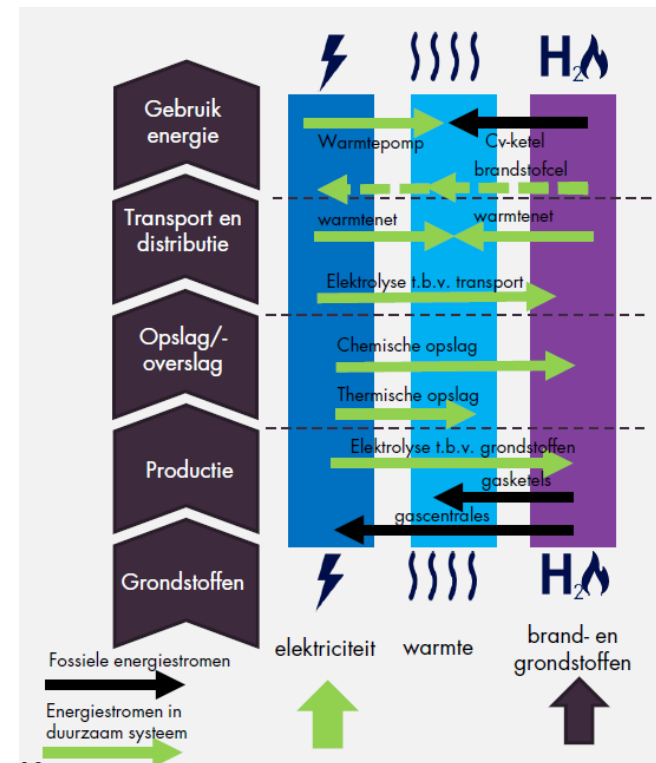 H2
Gebruik
energie
Warmtepomp
Cv-ketel
brandstofcel
Transport en
distributie
warmtenet
warmtenet
Elektrolyse t.b.v. transport
Opslag/-
overslag
Chemische opslag
Thermische opslag
Productie
Elektrolyse t.b.v. grondstoffen
gasketels
gascentrales
Grondstoffen
H2
elektriciteit
warmte
brand- en
grondstoffen
Fossiele energiestromen
Energiestromen in
duurzaam systeem